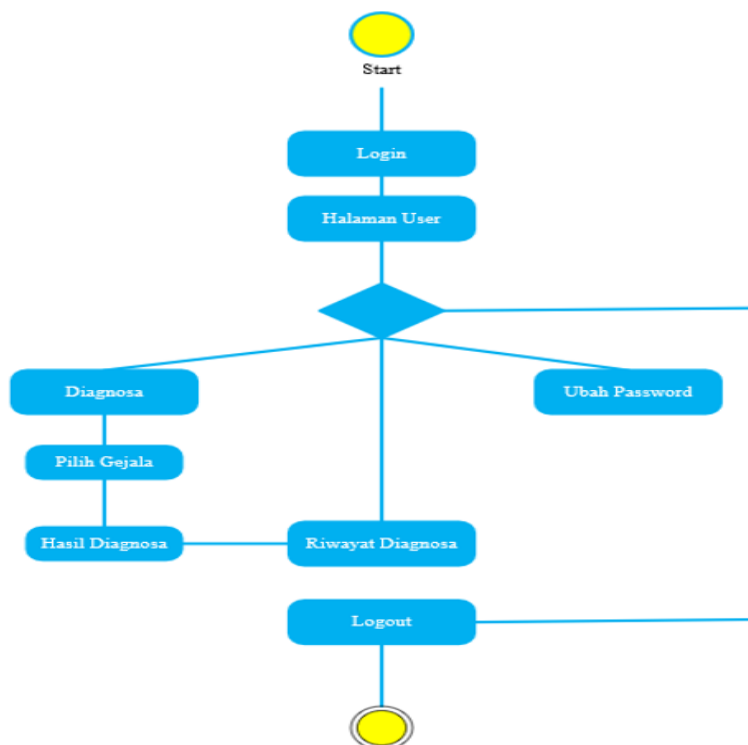 Start
Login
Halaman User
Diagnosa
Ubah Password
Pilih Gejala
Hasil Diagnosa
Riwayat Diagnosa
Logout